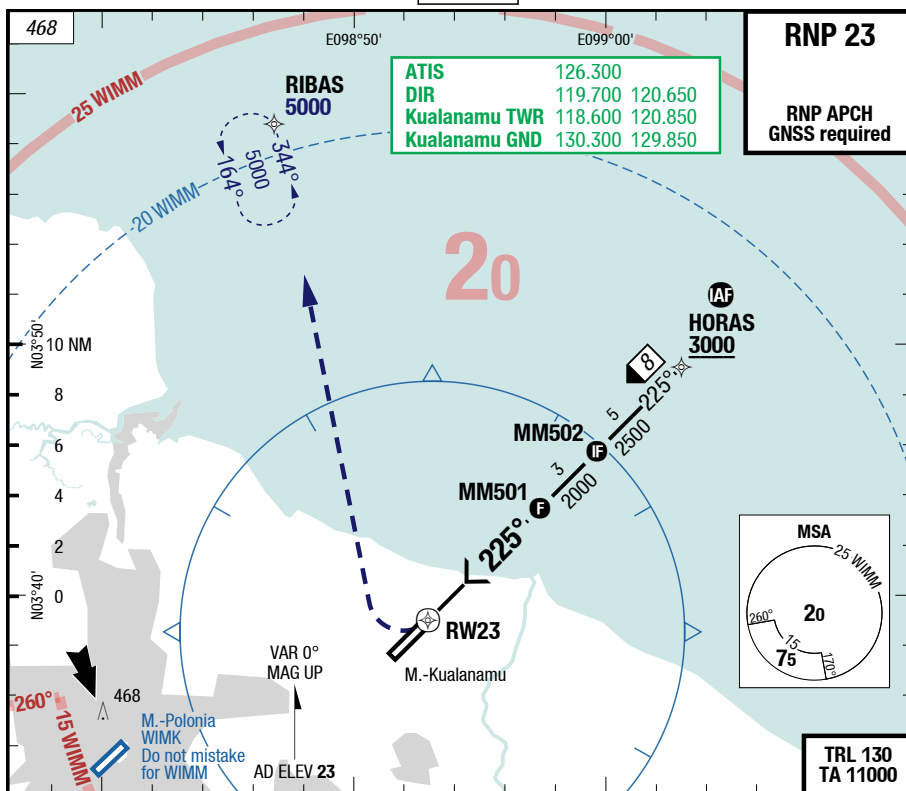 468
E098°50'
E099°00'
RNP 23
RNP APCH
GNSS required
25 WIMM
RIBAS
5000
ATIS 126.300
DIR 119.700 120.650
Kualanamu TWR 118.600 120.850
Kualanamu GND 130.300 129.850
344°
5000
164°
20 WIMM
20
IAF
HORAS
3000
N03°50'
10 NM
8
6
4
2
0
N03°40'
8
225°
5
2500
MM502
IF
3
2000
MM501
F
225°
RW23
M.-Kualanamu
MSA
25 WIMM
20
260°
15
75
170°
VAR 0°
MAG UP
AD ELEV 23
468
260°
15 WIMM
M.-Polonia
WIMK
Do not mistake
for WIMM
TRL 130
TA 11000